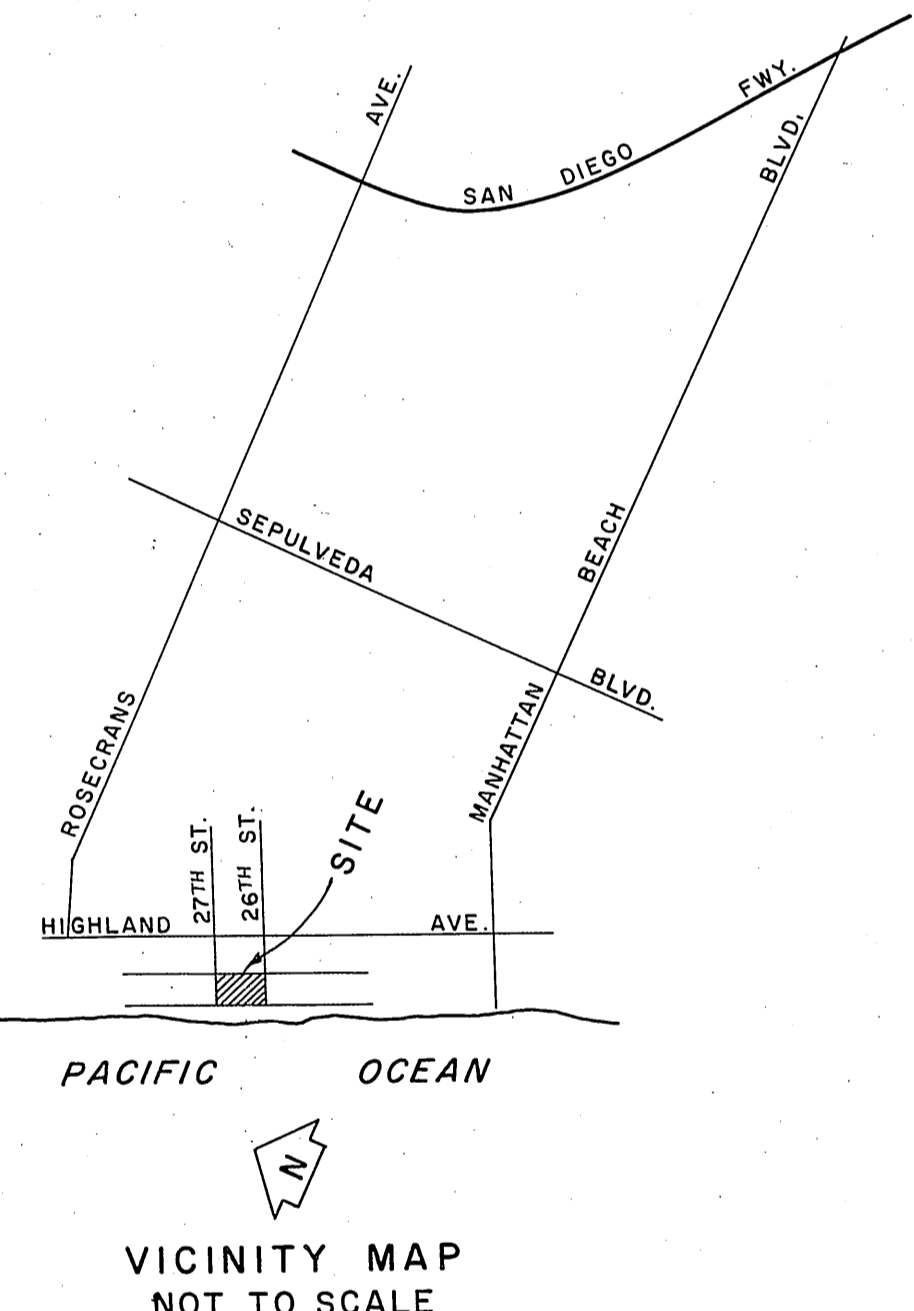 AVE.
SAN DIEGO FWY.
BLVD.
SEPULVEDA BLVD.
BEACH
MANHATTAN
ROSECRANS
27TH ST.
26TH ST.
SITE
HIGHLAND AVE.
PACIFIC OCEAN
N
VICINITY MAP
NOT TO SCALE